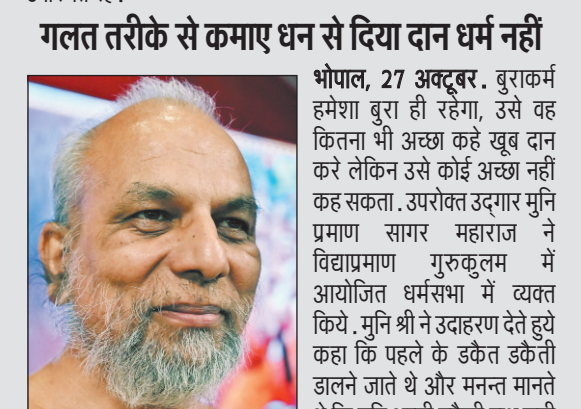 गलत तरीके से कमाए धन से दिया दान धर्म नहीं
भोपाल, 27 अक्टूबर. बुराकर्म
हमेशा बुरा ही रहेगा, उसे वह
कितना भी अच्छा कहे खूब दान
करे लेकिन उसे कोई अच्छा नहीं
कह सकता. उपरोक्त उद्‌गार मुनि
प्रमाण सागर महाराज ने
विद्याप्रमाण गुरुकुलम में
आयोजित धर्मसभा में व्यक्त
किये. मुनि श्री ने उदाहरण देते हुये
कहा कि पहले के डकैत डकैती
डालने जाते थे और मनन्त मानते